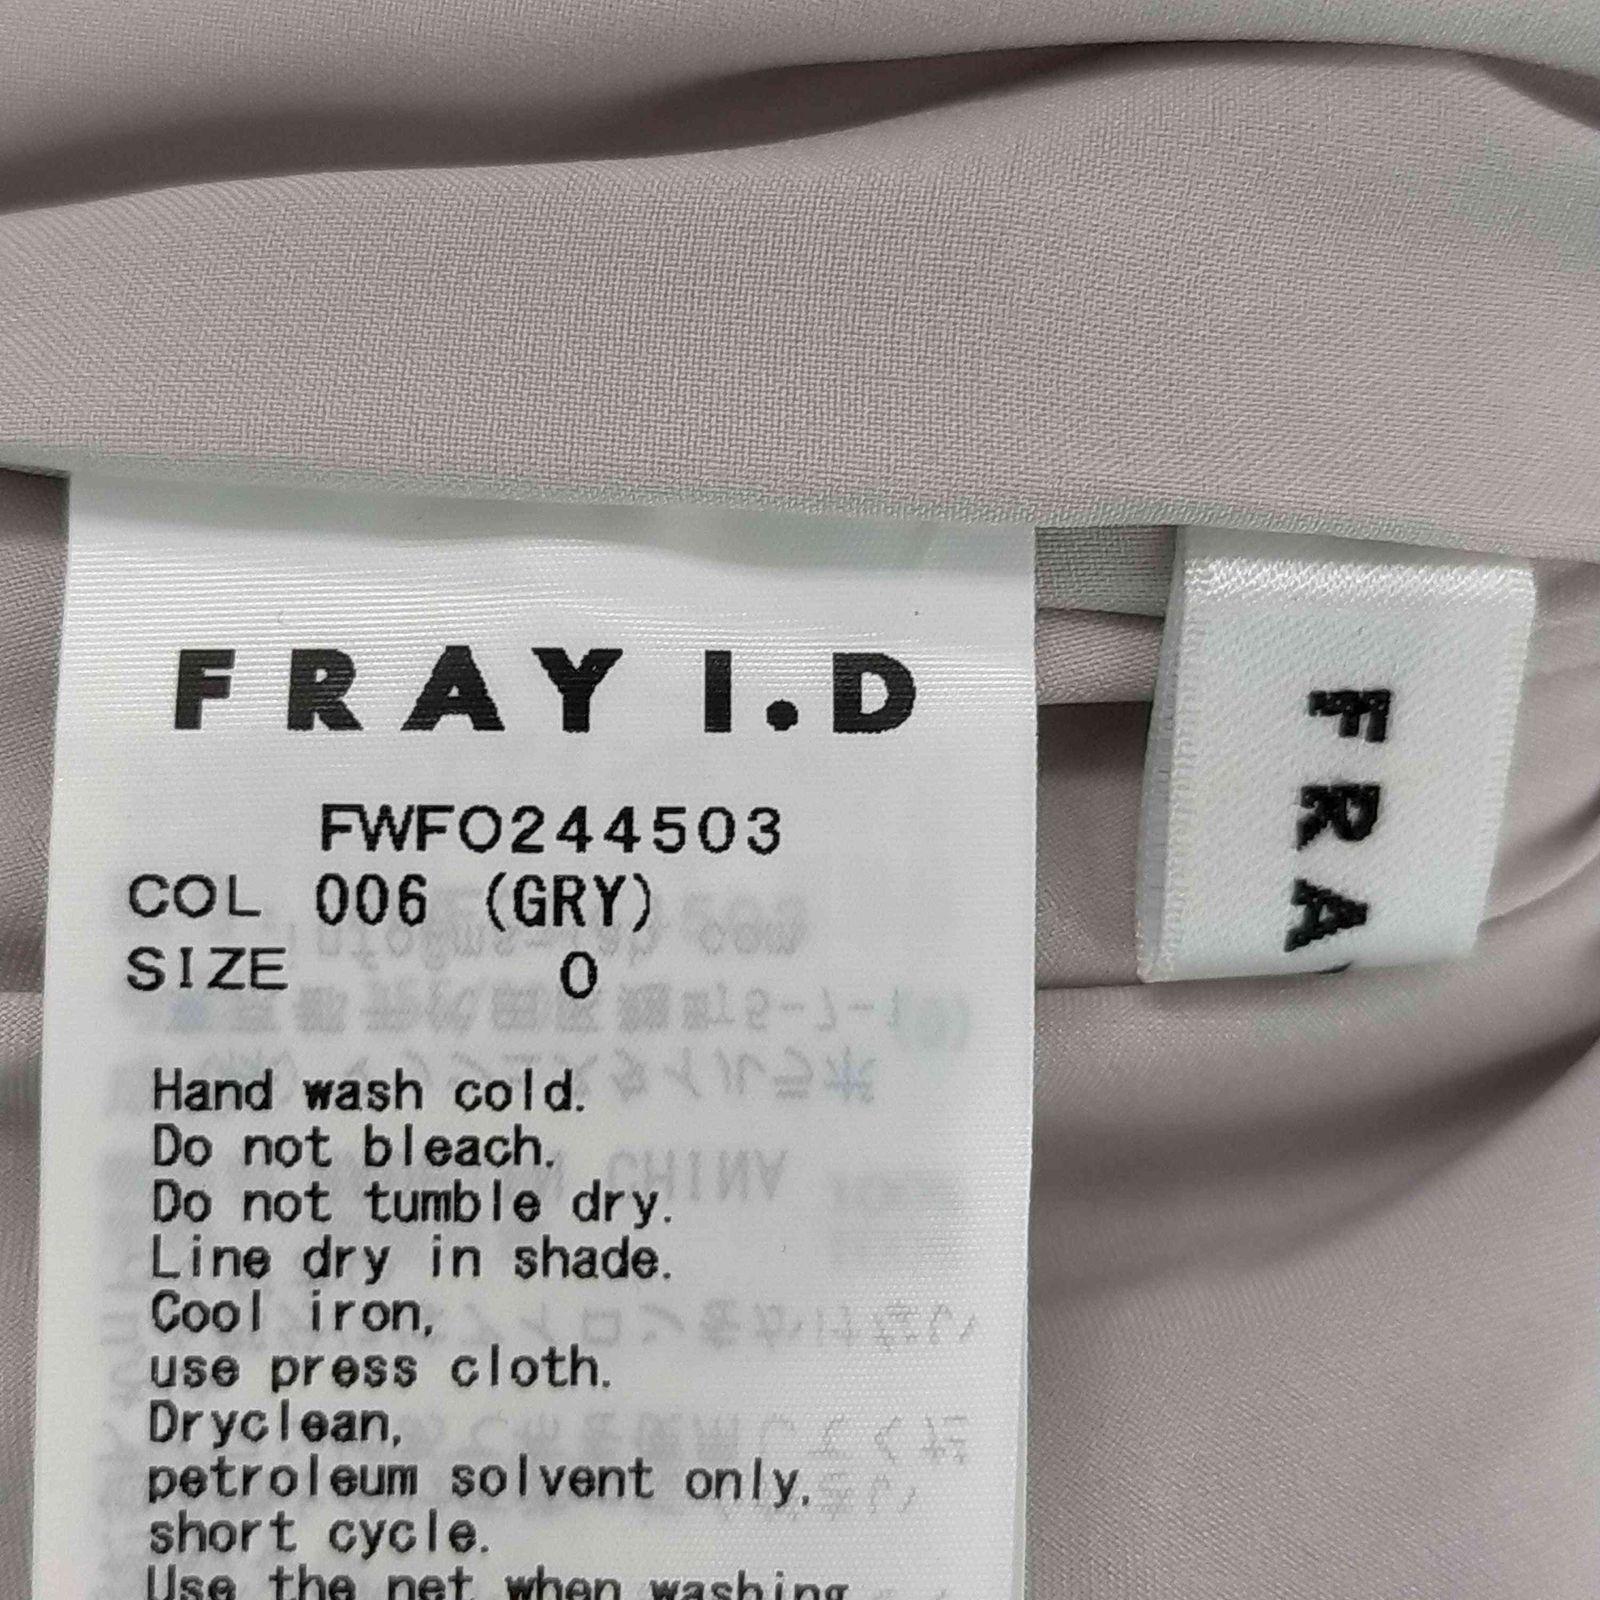 FRAY I.D
FWFO244503
COL 006 (GRY)
SIZE 0
Hand wash cold.
Do not bleach.
Do not tumble dry.
Line dry in shade.
Cool iron,
use press cloth.
Dryclean,
petroleum solvent only,
short cycle.
Use the net when washing
FRA